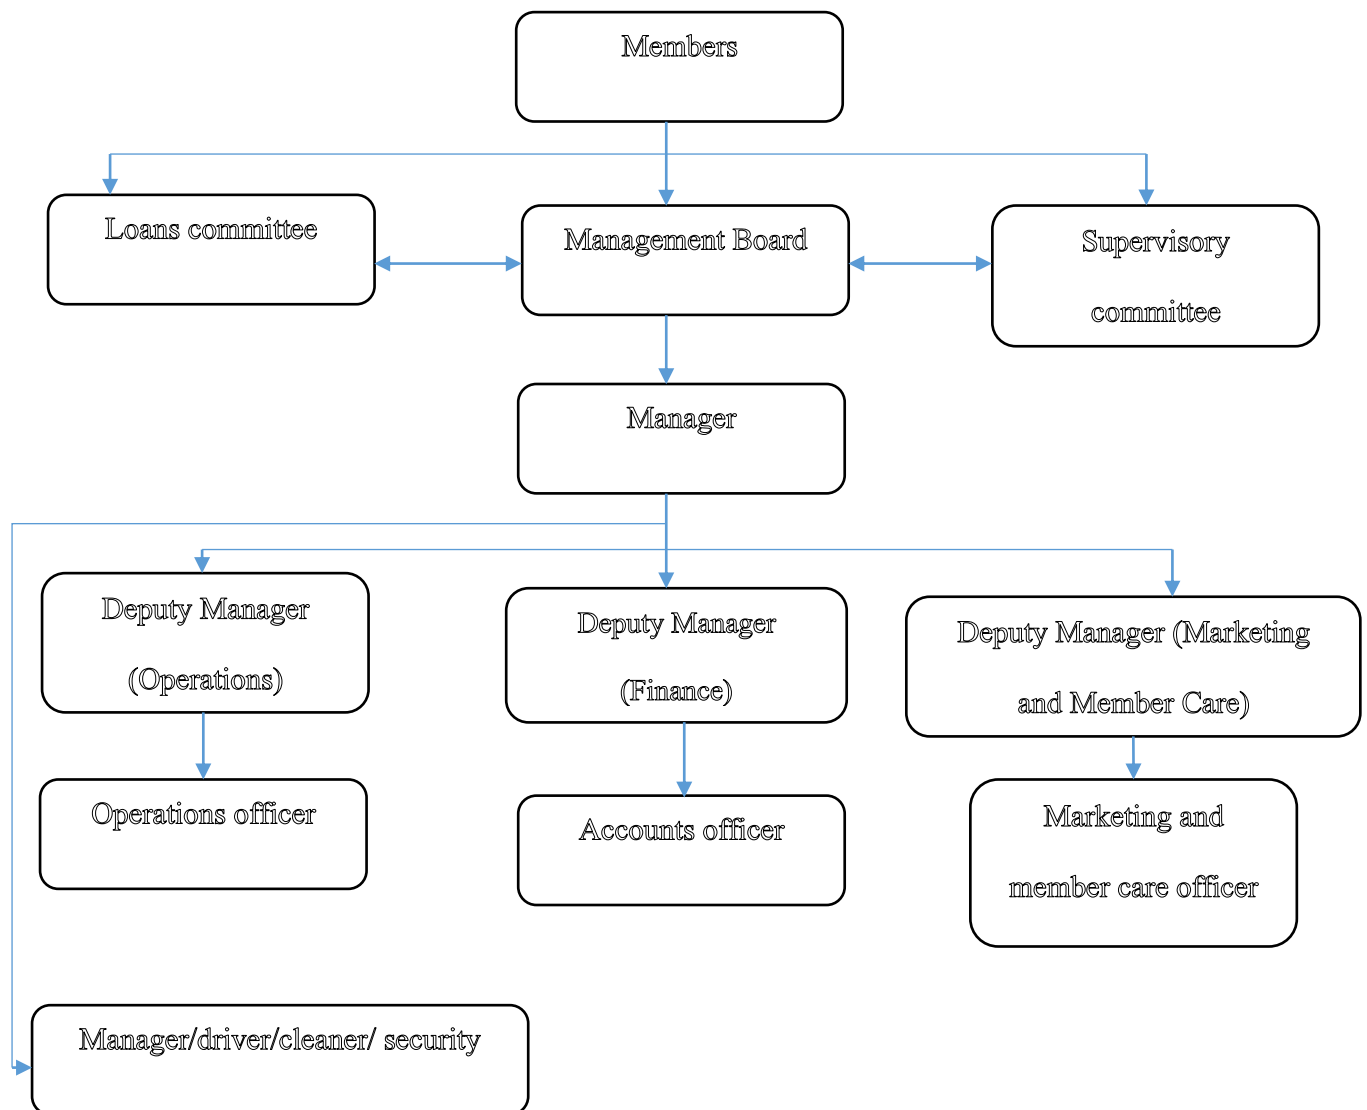 Members
Loans committee
Management Board
Supervisory
committee
Manager
Deputy Manager
(Operations)
Deputy Manager
(Finance)
Deputy Manager (Marketing
and Member Care)
Operations officer
Accounts officer
Marketing and
member care officer
Manager/driver/cleaner/ security